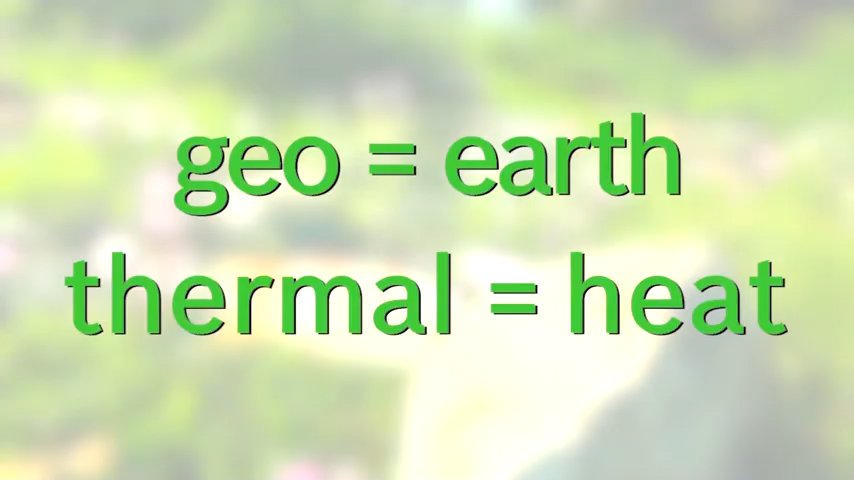 geo = earth
thermal = heat